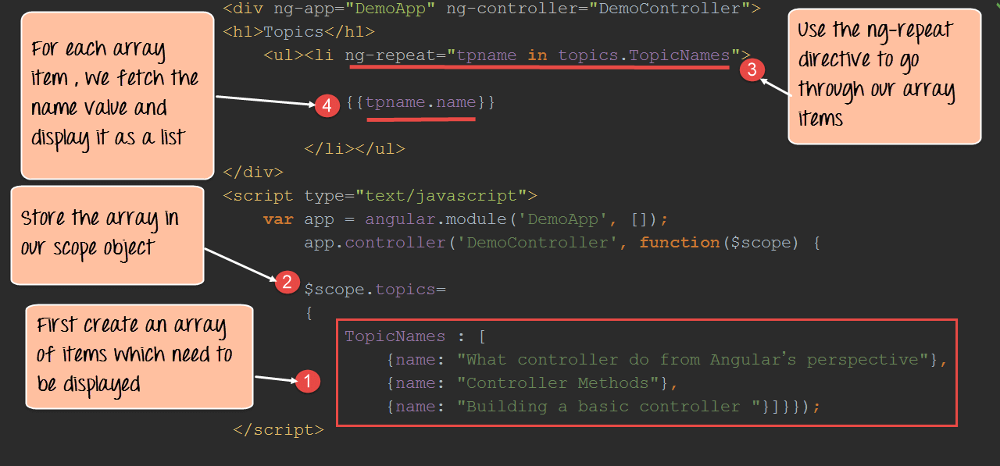 <div ng-app="DemoApp" ng-controller="DemoController">
<h1>Topics</h1>
<ul><li ng-repeat="tpname in topics.TopicNames">
{{tpname.name}}
</li></ul>
</div>
<script type="text/javascript">
var app = angular.module('DemoApp', []);
app.controller('DemoController', function($scope) {
$scope.topics=
{
TopicNames : [
{name: "What controller do from Angular’s perspective"},
{name: "Controller Methods"},
{name: "Building a basic controller "}]}});
</script>
For each array
item , we fetch the
name value and
display it as a list
4
Store the array in
our scope object
2
First create an array
of items which need to
be displayed
1
Use the ng-repeat
directive to go
through our array
items
3